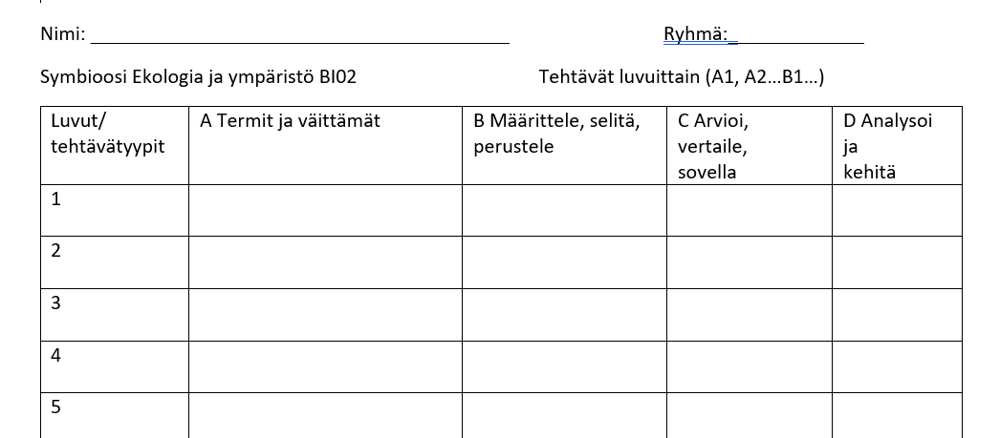 Nimi: ________________________________________ Ryhmä:_____________
Symbioosi Ekologia ja ympäristö BI02 Tehtävät luvuittain (A1, A2…B1…)
Luvut/ A Termit ja väittämät B Määrittele, selitä, C Arvioi, D Analysoi
tehtävätyypit perustele vertaile, ja
sovella kehitä
1
2
3
4
5